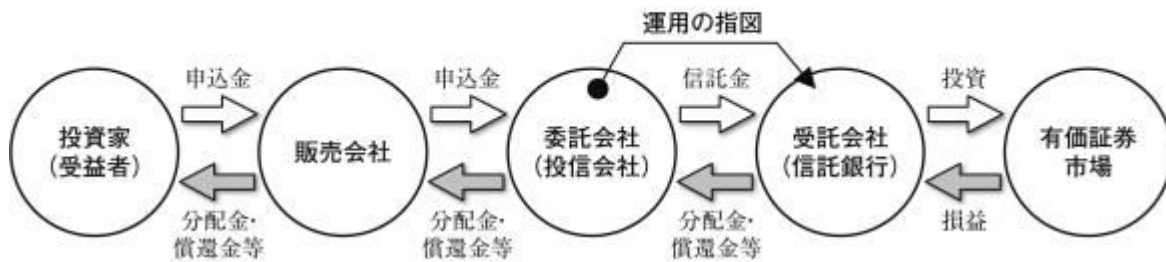 運用の指図
申込金
申込金
信託金
投資
投資家
(受益者)
販売会社
委託会社
(投信会社)
受託会社
(信託銀行)
有価証券
市場
分配金・
償還金等
分配金・
償還金等
分配金・
償還金等
損益